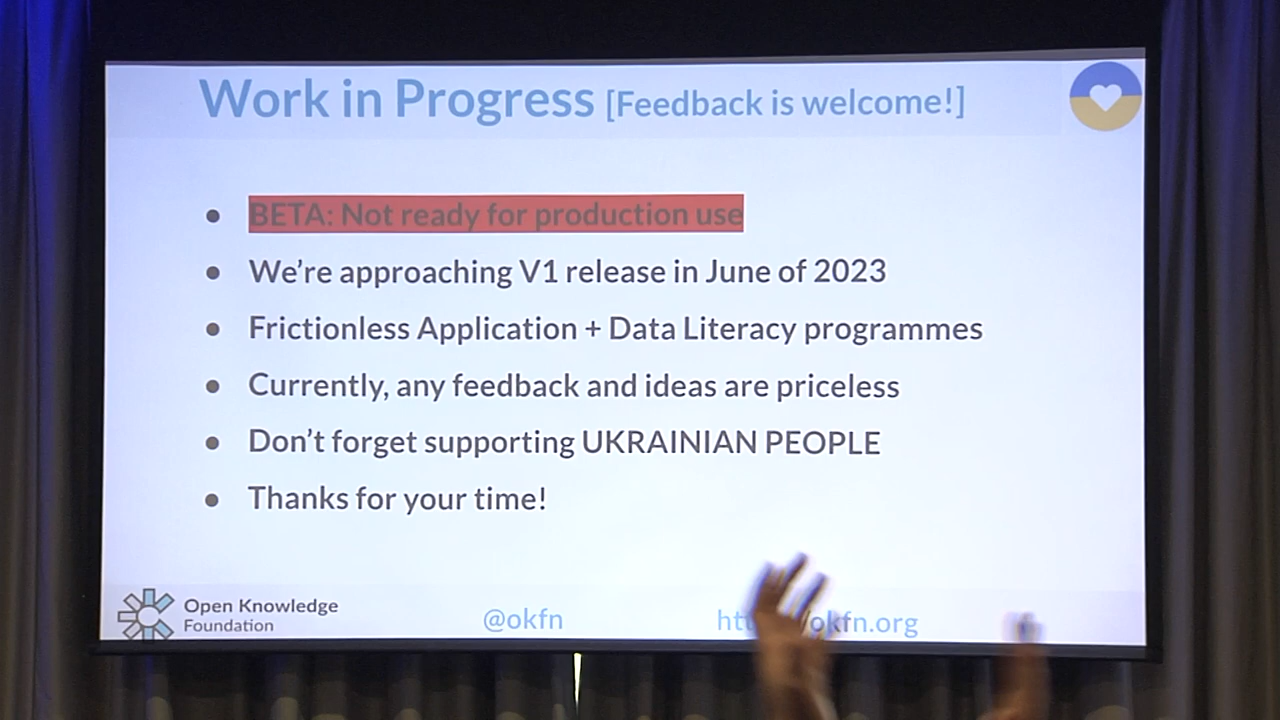 Work in Progress [Feedback is welcome!]
BETA: Not ready for production use
We're approaching V1 release in June of 2023
Frictionless Application + Data Literacy programmes
Currently, any feedback and ideas are priceless
Don't forget supporting UKRAINIAN PEOPLE
Thanks for your time!
Open Knowledge
Foundation
@okfn
okfn.org